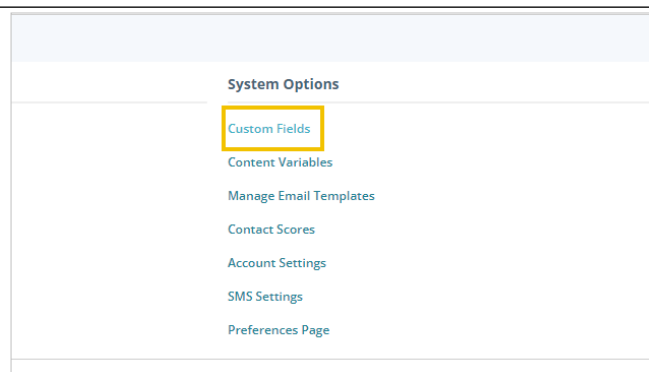 System Options
Custom Fields
Content Variables
Manage Email Templates
Contact Scores
Account Settings
SMS Settings
Preferences Page